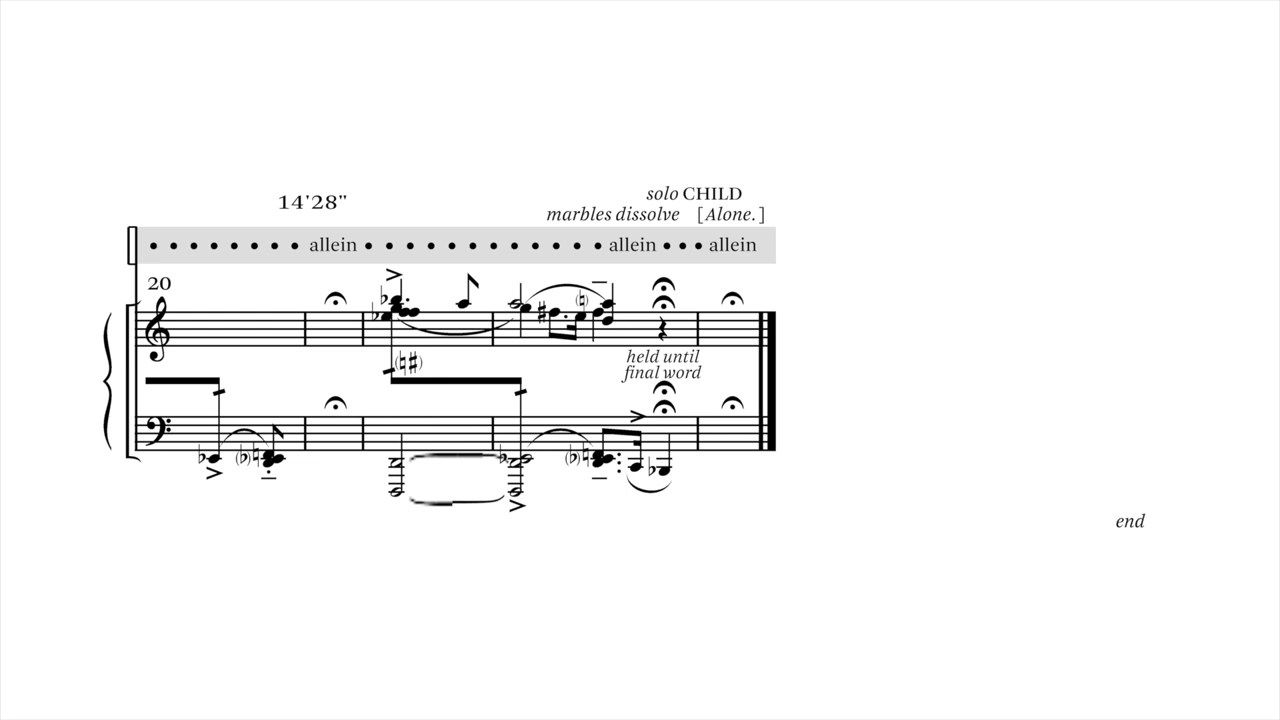 14'28"
solo CHILD
marbles dissolve [Alone.]
allein allein allein
20
held until
final word
end